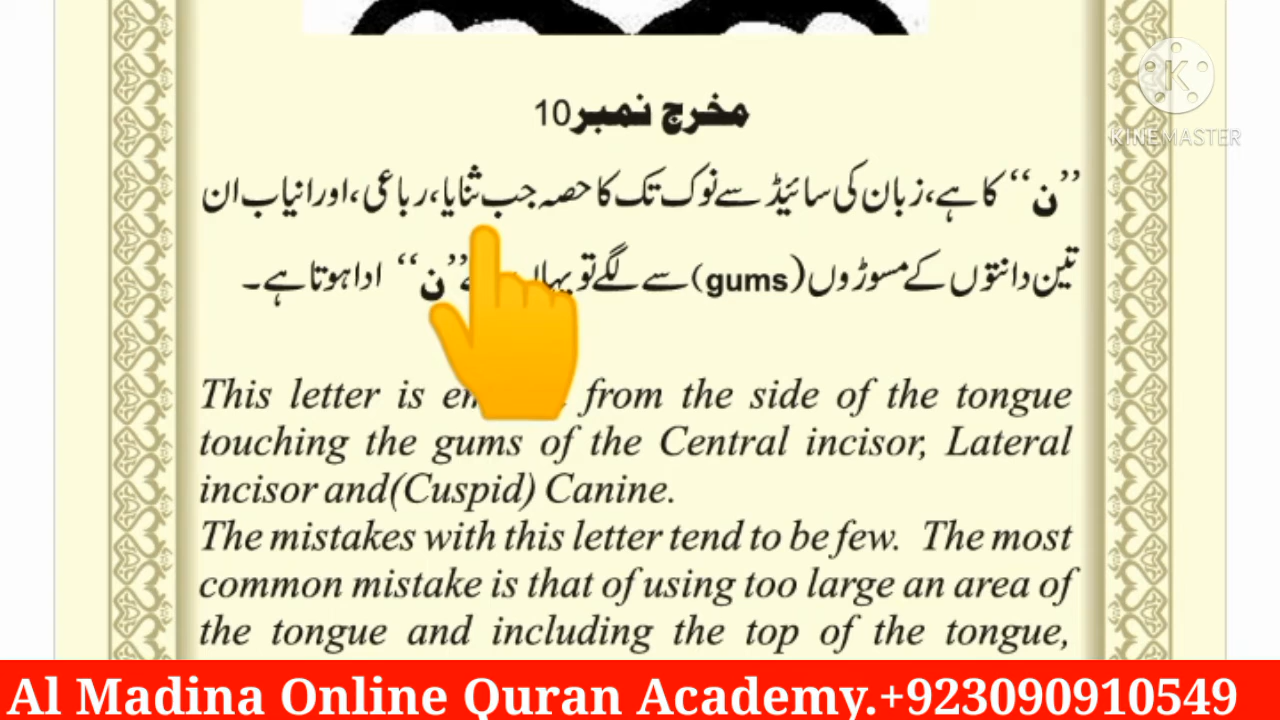 مخرج نمبر10
KINEMASTER
’’ن‘‘ کا ہے، زبان کی سائیڈ سے نوک تک کا حصہ جب ثنایا، رباعی، اور انیاب ان
تین دانتوں کے مسوڑوں (gums) سے لگے تو ’’ن‘‘ ادا ہوتا ہے۔
This letter is from the side of the tongue
touching the gums of the Central incisor, Lateral
incisor and(Cuspid) Canine.
The mistakes with this letter tend to be few. The most
common mistake is that of using too large an area of
the tongue and including the top of the tongue,
Al Madina Online Quran Academy.+923090910549